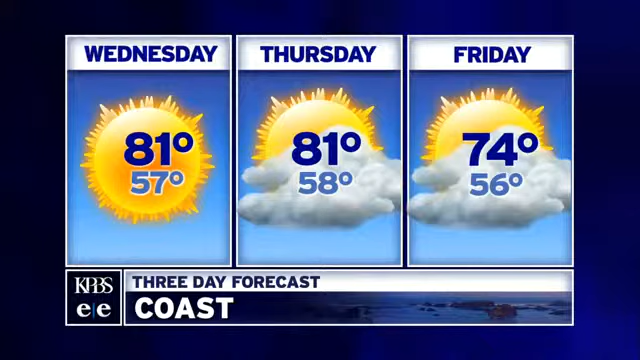 WEDNESDAY
81°
57°
THURSDAY
81°
58°
FRIDAY
74°
56°
KPBS
e|e
THREE DAY FORECAST
COAST